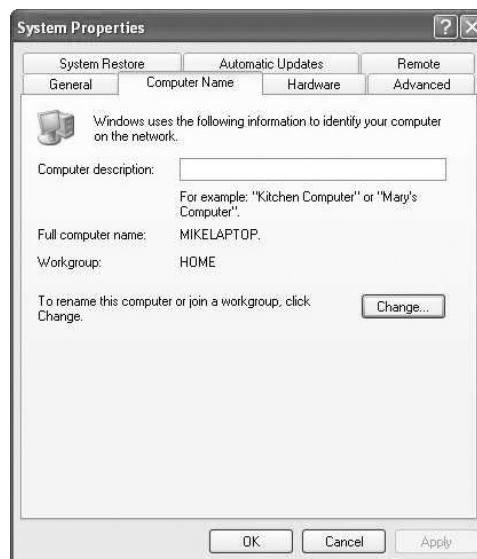 System Properties
System Restore Automatic Updates Remote
General Computer Name Hardware Advanced
Windows uses the following information to identify your computer
on the network.
Computer description:
For example: "Kitchen Computer" or "Mary's
Computer".
Full computer name: MIKELAPTOP.
Workgroup: HOME
To rename this computer or join a workgroup, click
Change.
Change...
OK Cancel Apply